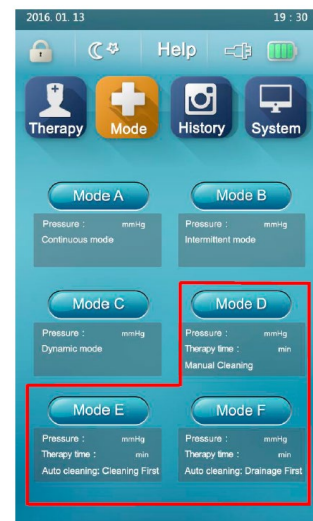 2016. 01. 13 19 : 30
Help
Therapy Mode History System
Mode A Mode B
Pressure : mmHg Pressure : mmHg
Continuous mode Intermittent mode
Mode C Mode D
Pressure : mmHg Pressure : mmHg
Dynamic mode Therapy time : min
Manual Cleaning
Mode E Mode F
Pressure : mmHg Pressure : mmHg
Therapy time : min Therapy time : min
Auto cleaning: Cleaning First Auto cleaning: Drainage First